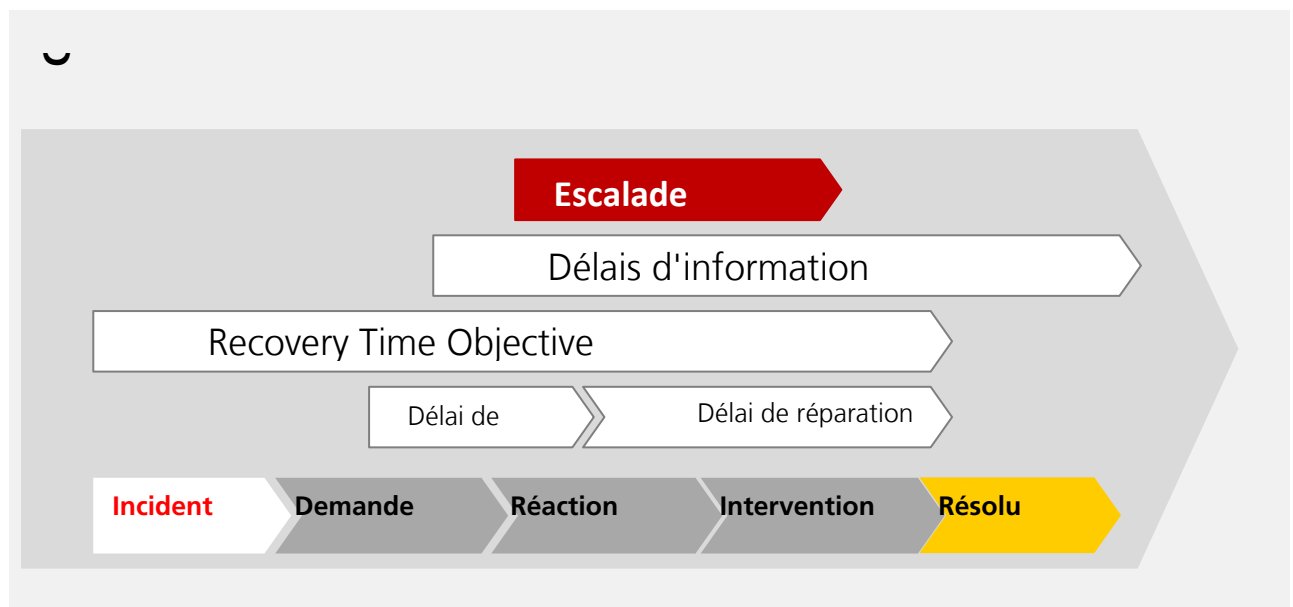 Escalade
Délais d'information
Recovery Time Objective
Délai de
Délai de réparation
Incident
Demande
Réaction
Intervention
Résolu